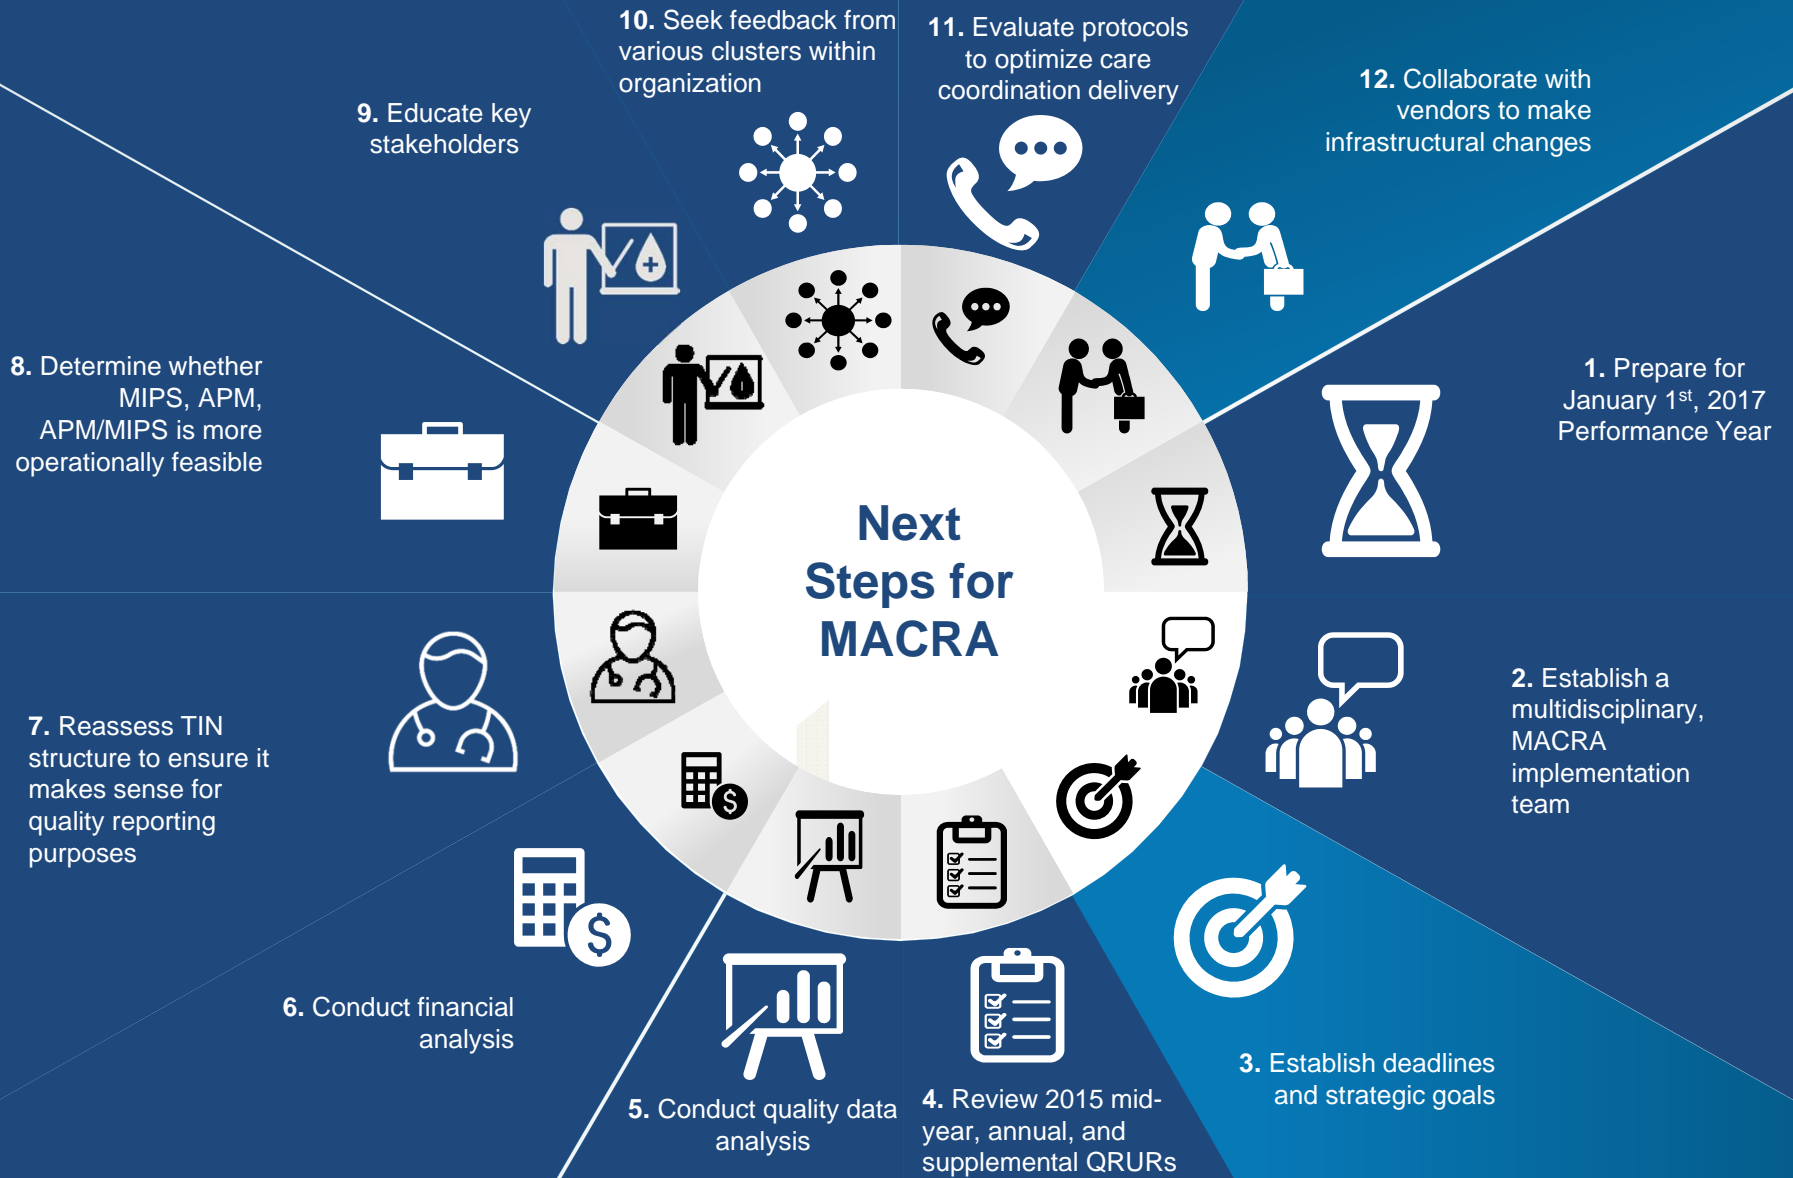 10. Seek feedback from
various clusters within
organization
11. Evaluate protocols
to optimize care
coordination delivery
12. Collaborate with
vendors to make
infrastructural changes
9. Educate key
stakeholders
8. Determine whether
MIPS, APM,
APM/MIPS is more
operationally feasible
1. Prepare for
January 1st, 2017
Performance Year
Next
Steps for
MACRA
2. Establish a
multidisciplinary,
MACRA
implementation
team
7. Reassess TIN
structure to ensure it
makes sense for
quality reporting
purposes
$
$
6. Conduct financial
analysis
3. Establish deadlines
and strategic goals
5. Conduct quality data
analysis
4. Review 2015 mid-
year, annual, and
supplemental QRURs